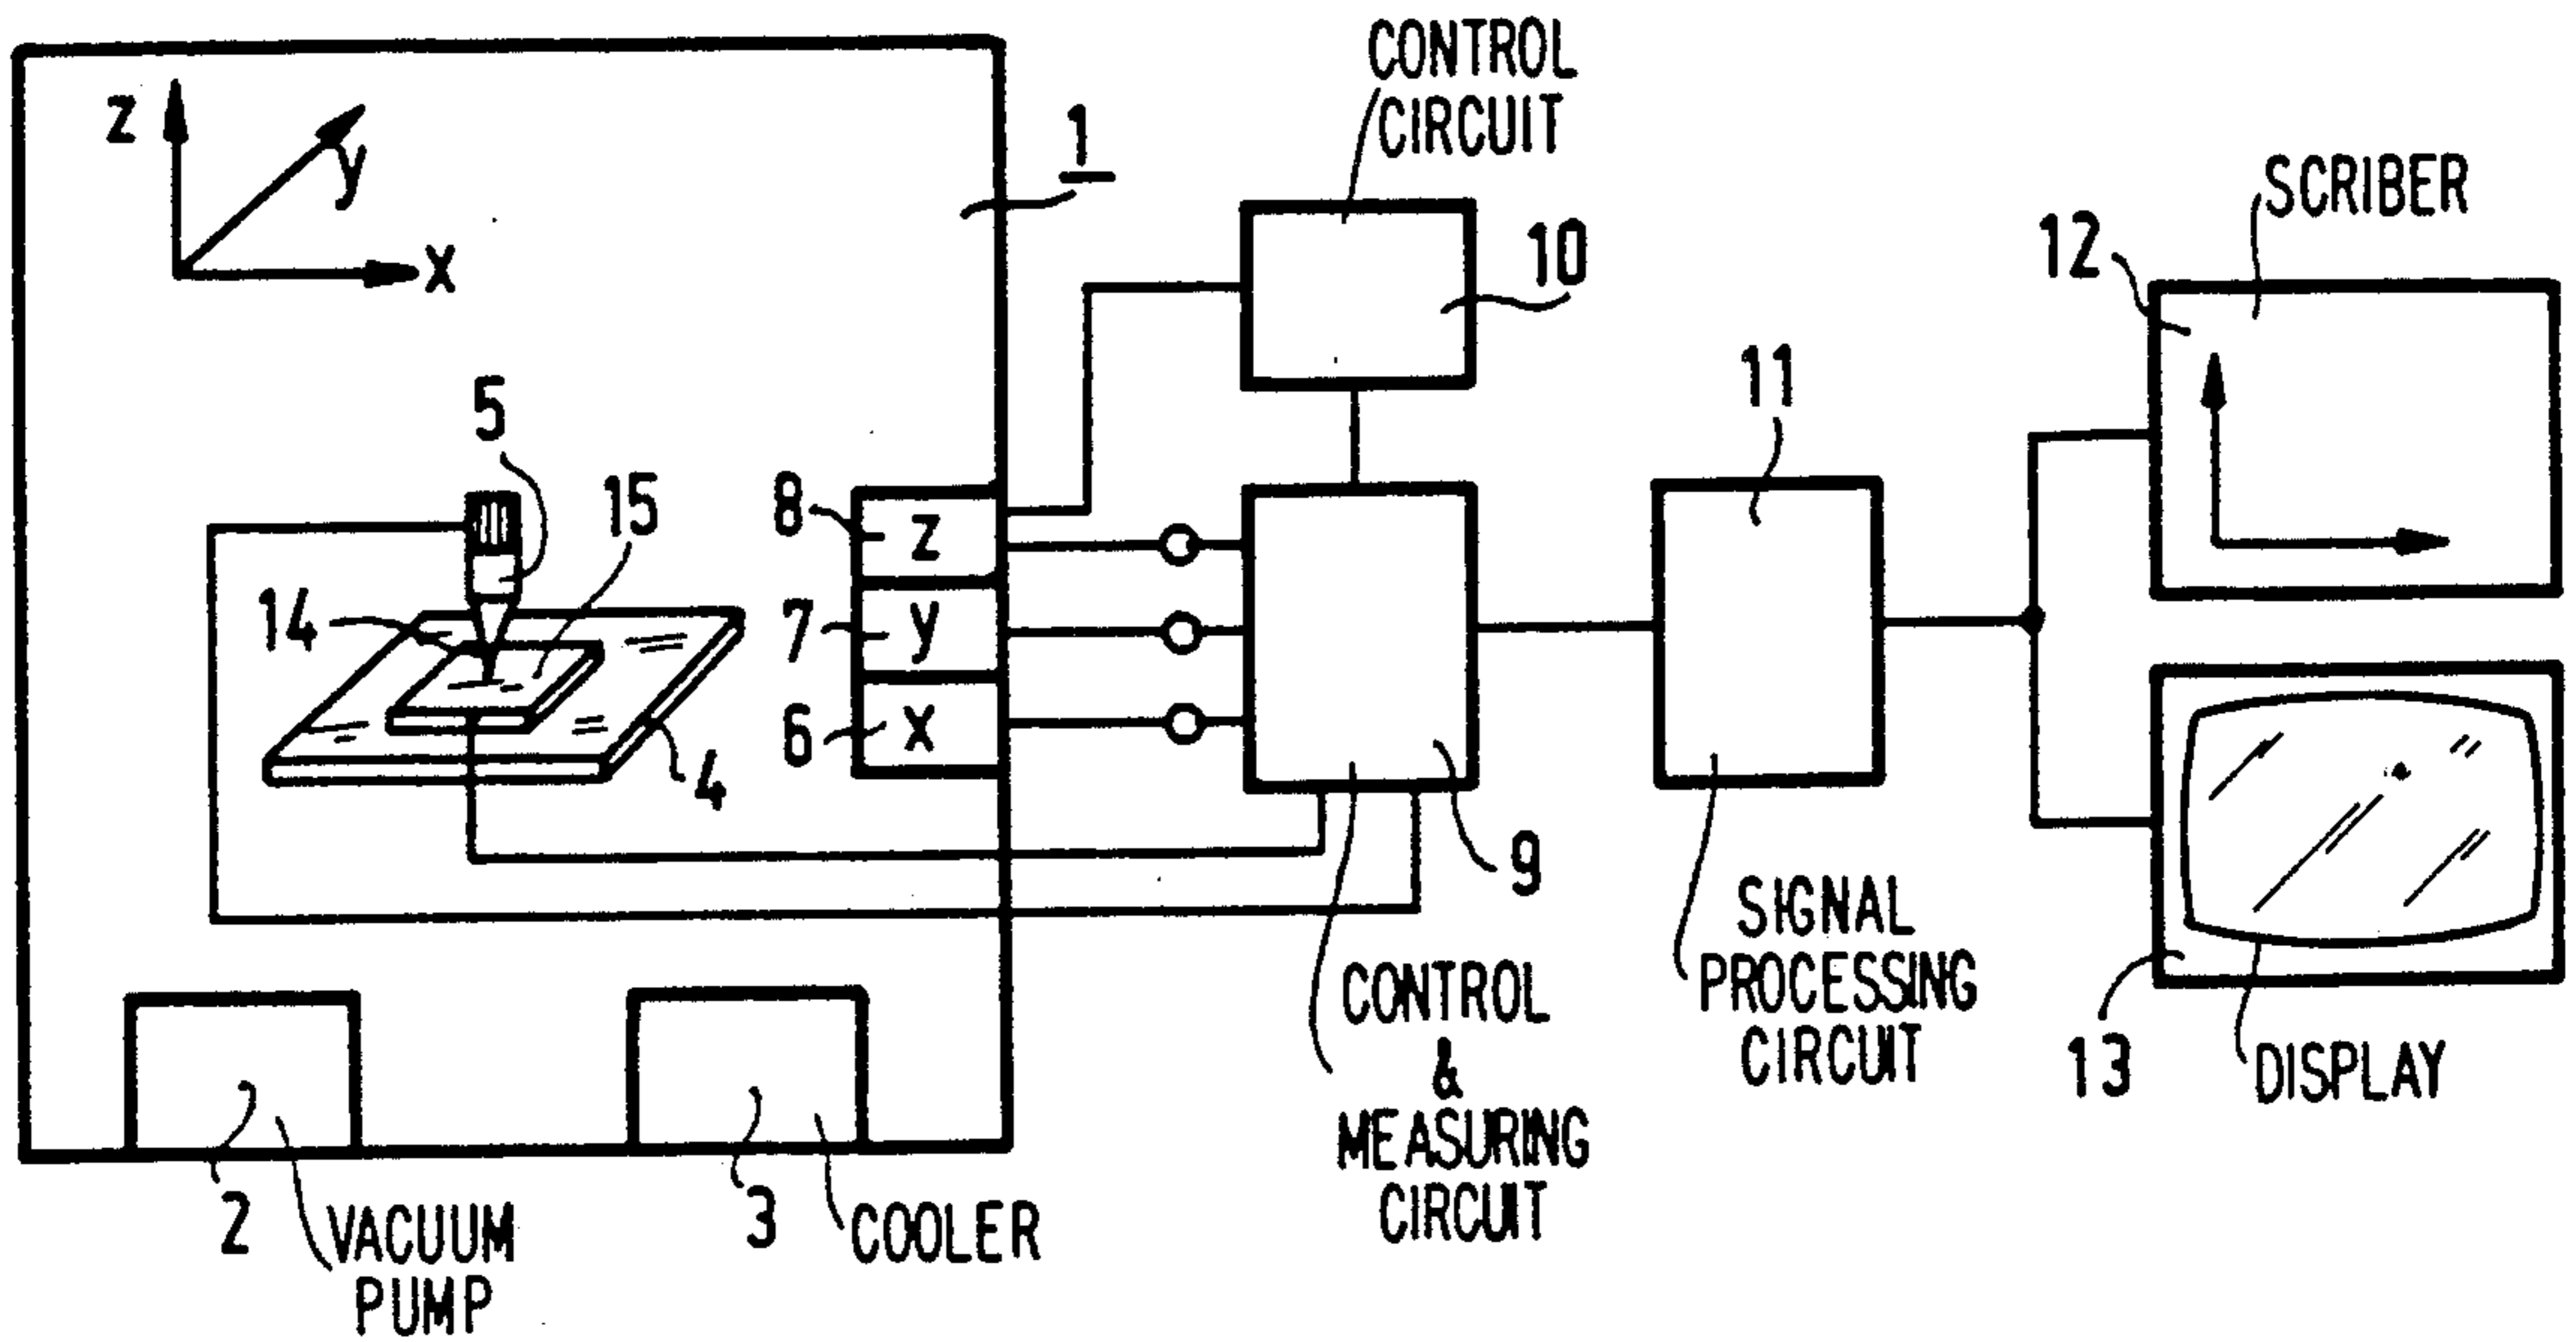 CONTROL
CIRCUIT
z
y
x
1
10
SCRIBER
12
11
5
15
14
8
z
7
y
6
x
4
9
CONTROL
&
MEASURING
CIRCUIT
SIGNAL
PROCESSING
CIRCUIT
13
DISPLAY
2
VACUUM
PUMP
3
COOLER